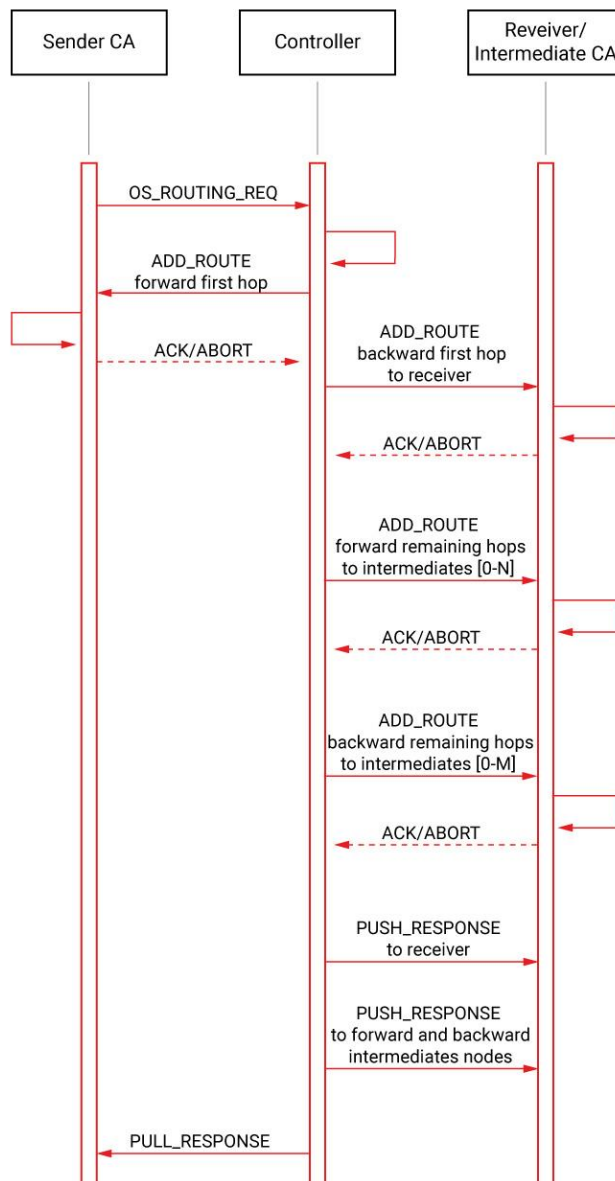 Sender CA
Controller
Reveiver/
Intermediate CA
OS_ROUTING_REQ
ADD_ROUTE
forward first hop
ACK/ABORT
ADD_ROUTE
backward first hop
to receiver
ACK/ABORT
ADD_ROUTE
forward remaining hops
to intermediates [0-N]
ACK/ABORT
ADD_ROUTE
backward remaining hops
to intermediates [0-M]
ACK/ABORT
PUSH_RESPONSE
to receiver
PUSH_RESPONSE
to forward and backward
intermediates nodes
PULL_RESPONSE